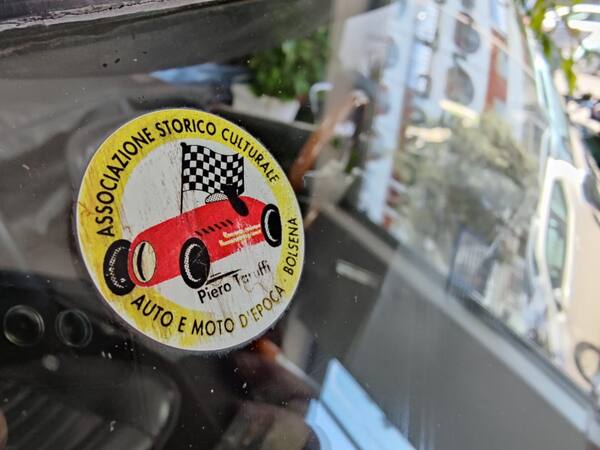 ASSOCIAZIONE STORICO CULTURALE
Piero Taruffi
AUTO E MOTO D'EPOCA - BOLSENA